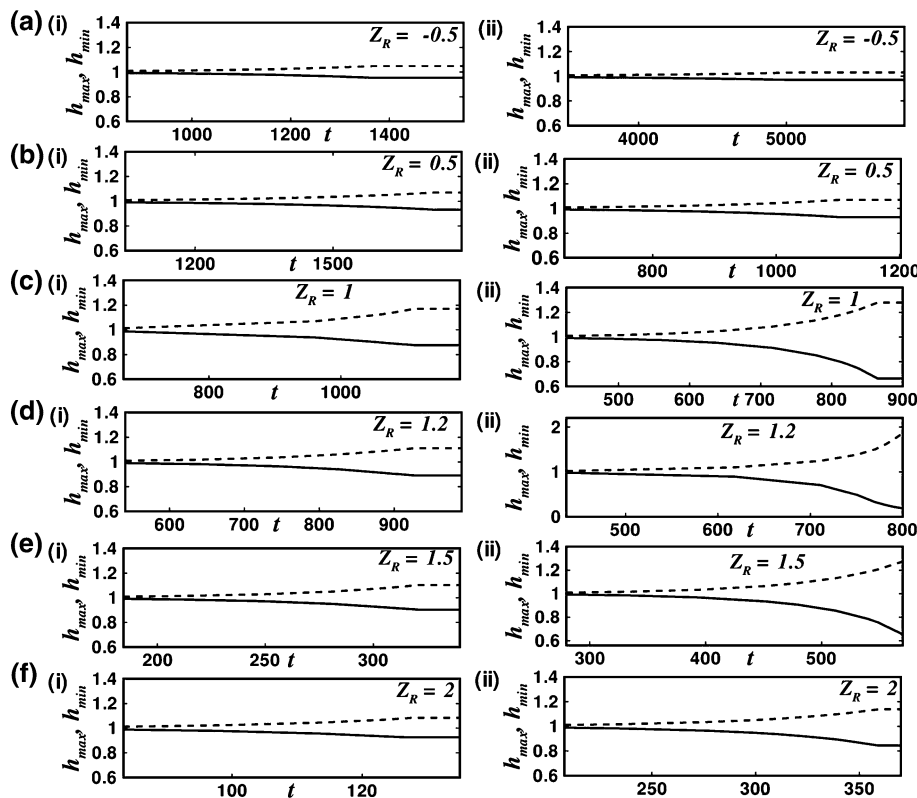 (a) (i)
h_max, h_min
1.4
1.2
1
0.8
0.6
Z_R = -0.5
1000 1200 t 1400
(ii)
h_max, h_min
1.4
1.2
1
0.8
0.6
Z_R = -0.5
4000 t 5000
(b) (i)
h_max, h_min
1.4
1.2
1
0.8
0.6
Z_R = 0.5
1200 t 1500
(ii)
h_max, h_min
1.4
1.2
1
0.8
0.6
Z_R = 0.5
800 t 1000 1200
(c) (i)
h_max, h_min
1.4
1.2
1
0.8
0.6
Z_R = 1
800 t 1000
(ii)
h_max, h_min
1.4
1.2
1
0.8
0.6
Z_R = 1
500 600 t 700 800 900
(d) (i)
h_max, h_min
1.4
1.2
1
0.8
0.6
Z_R = 1.2
600 700 t 800 900
(ii)
h_max, h_min
2
1
0
Z_R = 1.2
500 600 t 700 800
(e) (i)
h_max, h_min
1.4
1.2
1
0.8
0.6
Z_R = 1.5
200 250 t 300
(ii)
h_max, h_min
1.4
1.2
1
0.8
0.6
Z_R = 1.5
300 400 t 500
(f) (i)
h_max, h_min
1.4
1.2
1
0.8
0.6
Z_R = 2
100 t 120
(ii)
h_max, h_min
1.4
1.2
1
0.8
0.6
Z_R = 2
250 t 300 350